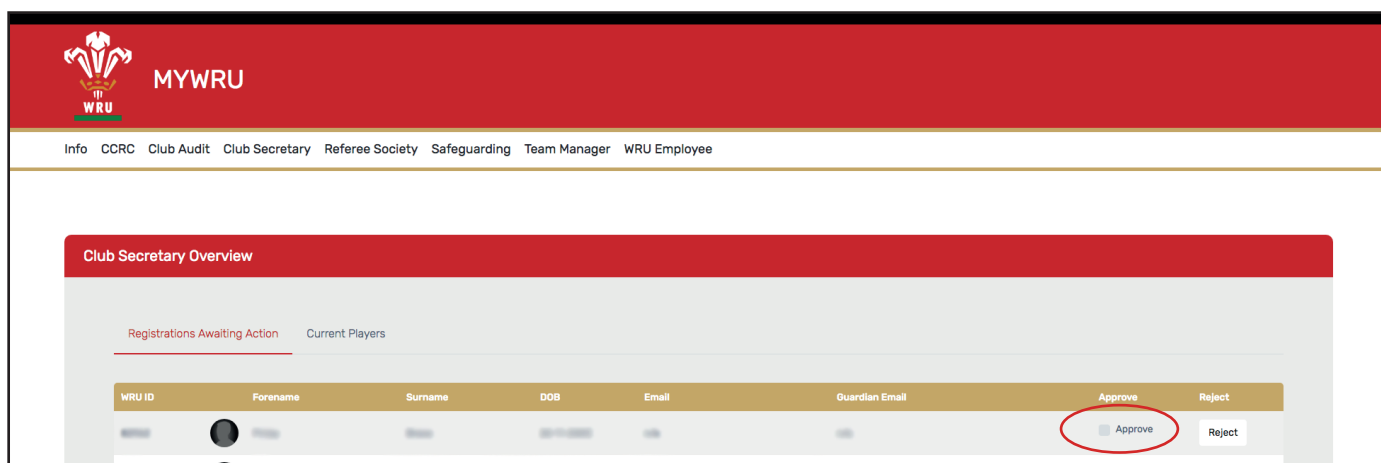 WRU
MYWRU
Info CCRC Club Audit Club Secretary Referee Society Safeguarding Team Manager WRU Employee
Club Secretary Overview
Registrations Awaiting Action Current Players
WRU ID Forename Surname DOB Email Guardian Email Approve Reject
Approve Reject